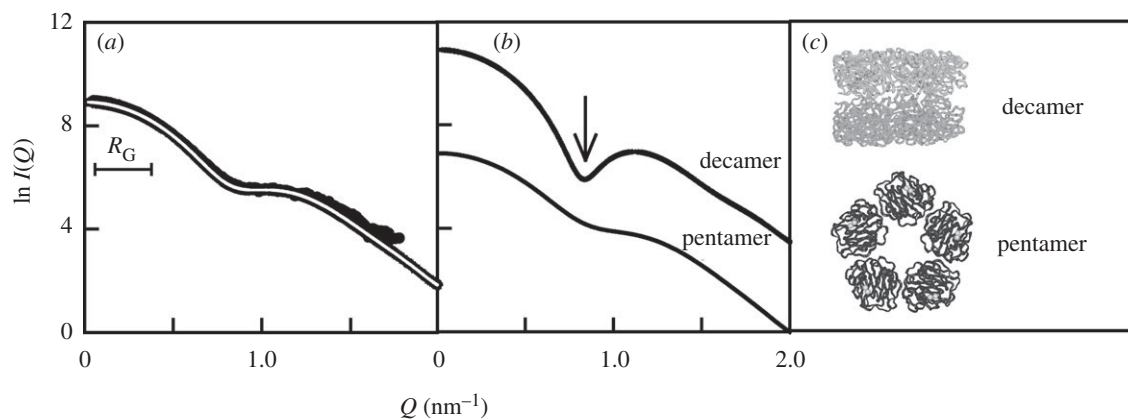 12
8
4
0
ln I(Q)
(a)
R_G
0
1.0
(b)
decamer
pentamer
0
1.0
2.0
(c)
decamer
pentamer
Q (nm⁻¹)